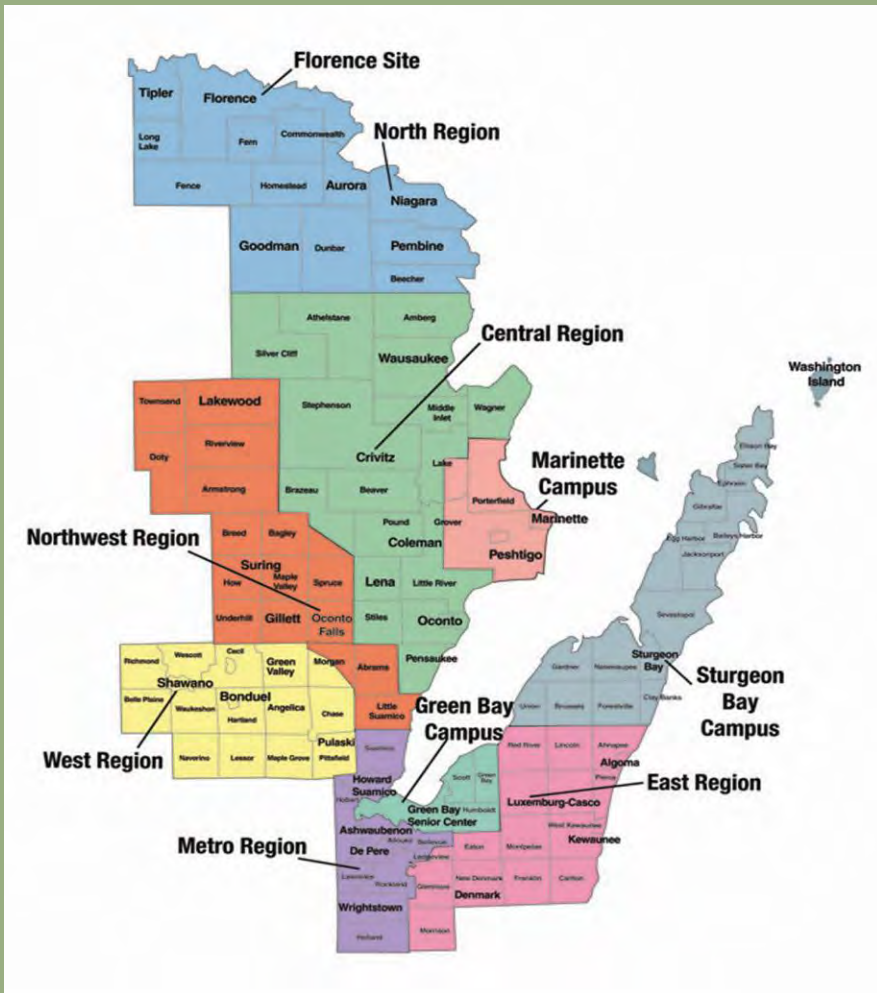 Florence Site
Tipler
Florence
North Region
Long
Lake
Fern
Commonwealth
Fence
Homestead
Aurora
Niagara
Goodman
Dunbar
Pembine
Beecher
Athelstane
Amberg
Central Region
Silver Cliff
Wausaukee
Washington
Island
Townsend
Lakewood
Stephenson
Middle
Inlet
Wagner
Riverview
Doty
Crivitz
Lake
Marinette
Campus
Ellison Bay
Sister Bay
Ephraim
Armstrong
Brazeau
Beaver
Porterfield
Gibraltar
Pound
Grover
Marinette
Northwest Region
Breed
Bagley
Coleman
Peshtigo
Egg Harbor
Baileys Harbor
Jacksonport
Suring
How
Maple
Valley
Spruce
Lena
Little River
Underhill
Gillett
Oconto
Falls
Stiles
Oconto
Sevastopol
Richmond
Wescott
Cecil
Green
Valley
Morgan
Abrams
Pensaukee
Gardner
Nasewaupee
Sturgeon
Bay
Shawano
Belle Plaine
Waukeshon
Bonduel
Hartland
Angelica
Chase
Little
Suamico
Green Bay
Campus
Union
Brussels
Forestville
Clay Banks
Sturgeon
Bay
Campus
West Region
Navarino
Lessor
Maple Grove
Pulaski
Pittsfield
Suamico
Red River
Lincoln
Ahnapee
Algoma
Pierce
East Region
Howard
Suamico
Hobart
Scott
Green
Bay
Green Bay
Senior Center
Humboldt
Luxemburg-Casco
West Kewaunee
Kewaunee
Metro Region
Ashwaubenon
Allouez
Bellevue
De Pere
Ledgeview
Eaton
Montpelier
Lawrence
Rockland
Glenmore
New Denmark
Franklin
Carlton
Denmark
Wrightstown
Holland
Morrison